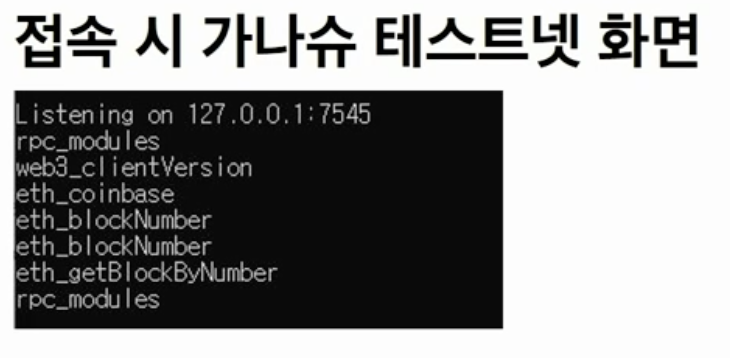 접속 시 가나슈 테스트넷 화면
Listening on 127.0.0.1:7545
rpc_modules
web3_clientVersion
eth_coinbase
eth_blockNumber
eth_blockNumber
eth_getBlockByNumber
rpc_modules